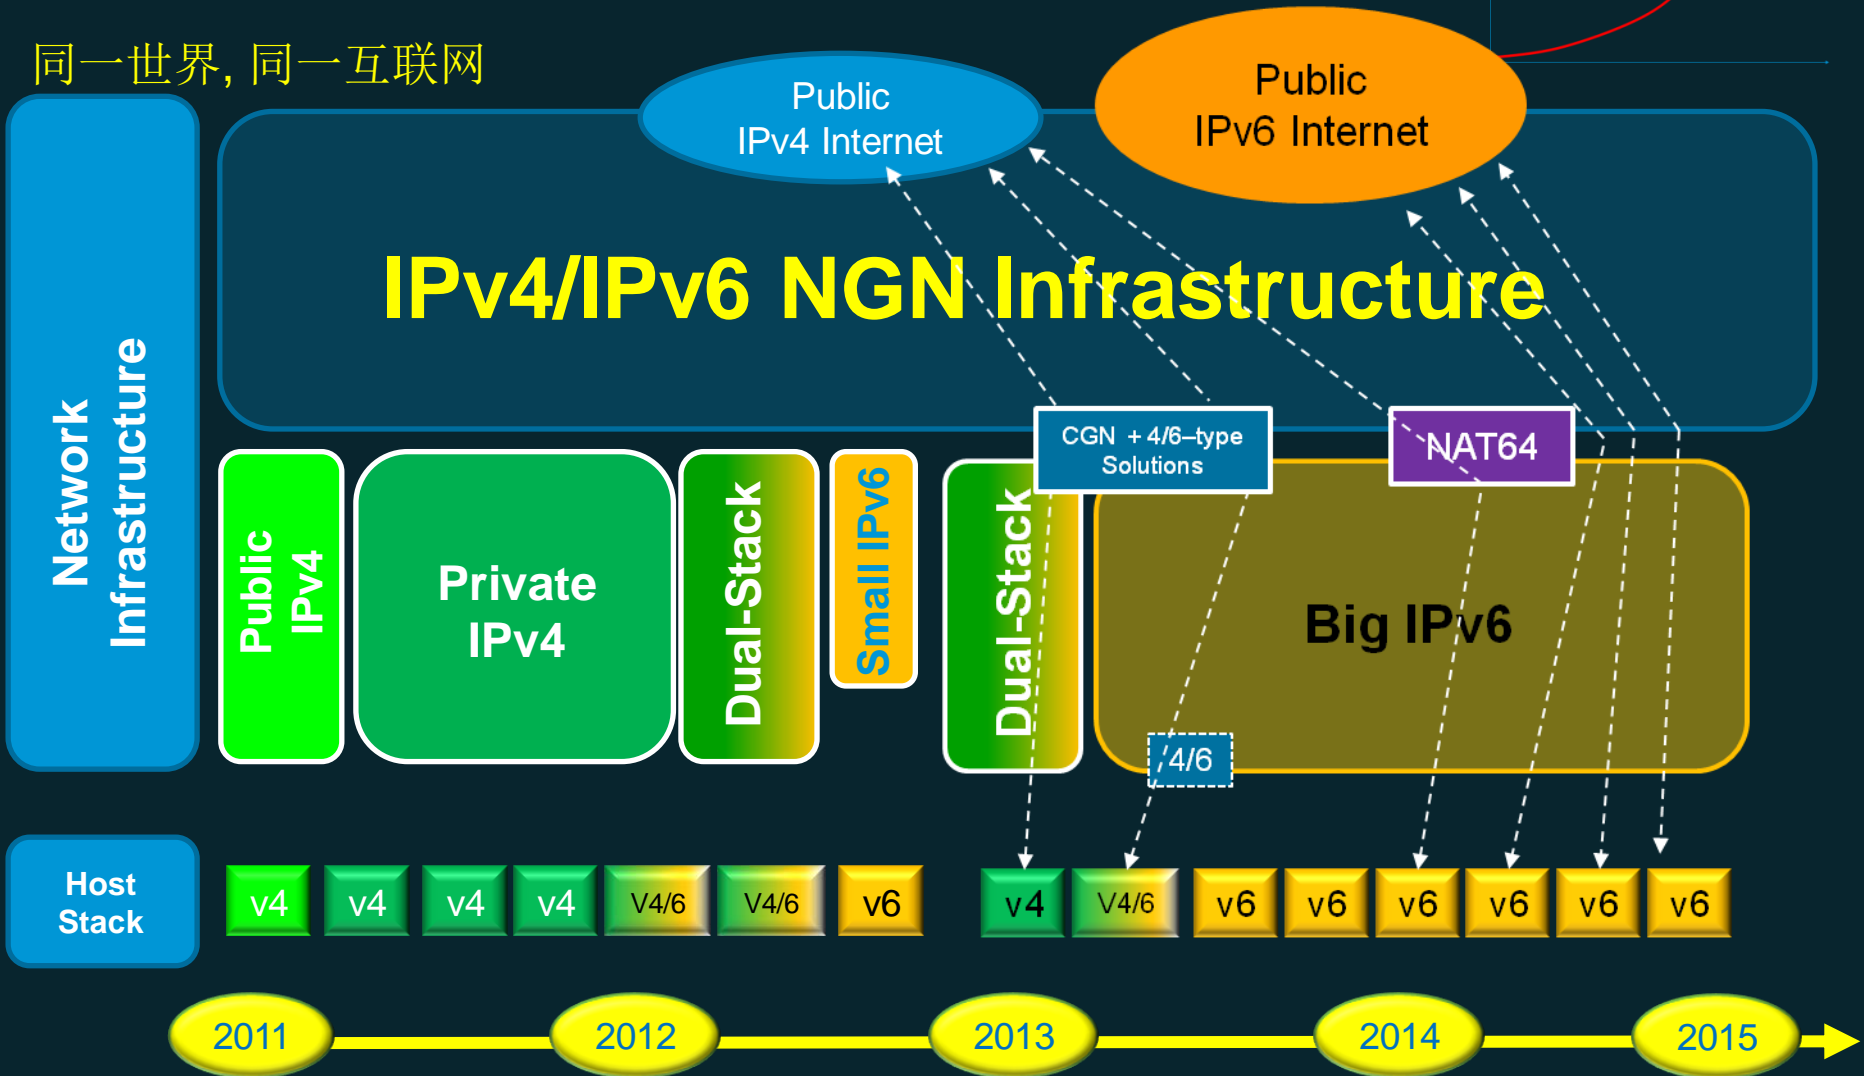 同一世界, 同一互联网
Public
IPv4 Internet
Public
IPv6 Internet
IPv4/IPv6 NGN Infrastructure
Network
Infrastructure
CGN + 4/6–type
Solutions
NAT64
Public
IPv4
Private
IPv4
Dual-Stack
Small IPv6
Dual-Stack
Big IPv6
4/6
Host
Stack
v4
v4
v4
v4
V4/6
V4/6
v6
v4
V4/6
v6
v6
v6
v6
v6
v6
2011
2012
2013
2014
2015